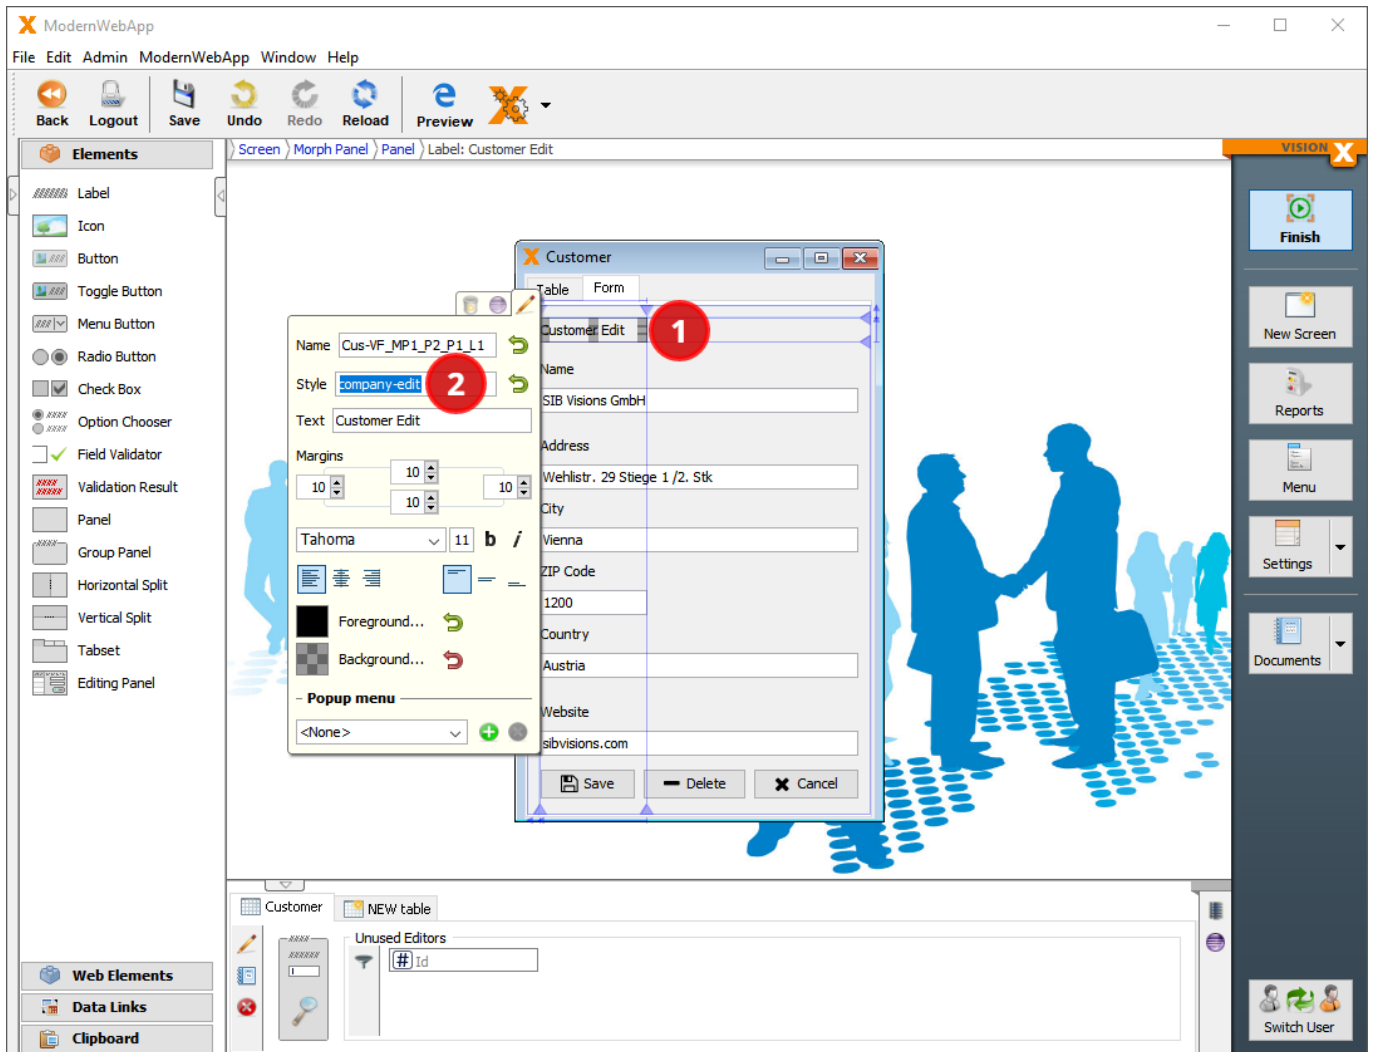 ModernWebApp
File Edit Admin ModernWebApp Window Help
Back Logout Save Undo Redo Reload Preview
Elements
Screen Morph Panel Panel Label: Customer Edit
VISION X
Label
Icon
Button
Toggle Button
Menu Button
Radio Button
Check Box
Option Chooser
Field Validator
Validation Result
Panel
Group Panel
Horizontal Split
Vertical Split
Tabset
Editing Panel
Web Elements
Data Links
Clipboard
Name Cus-VF_MP1_P2_P1_L1
Style company-edit 2
Text Customer Edit
Margins
10
10 10
10
Tahoma 11 b i
Foreground...
Background...
Popup menu
<None>
Customer
Table Form
Customer Edit 1
Name
SIB Visions GmbH
Address
Wehlistr. 29 Stiege 1 /2. Stk
City
Vienna
ZIP Code
1200
Country
Austria
Website
sibvisions.com
Save Delete Cancel
Customer NEW table
Unused Editors
# Id
Finish
New Screen
Reports
Menu
Settings
Documents
Switch User